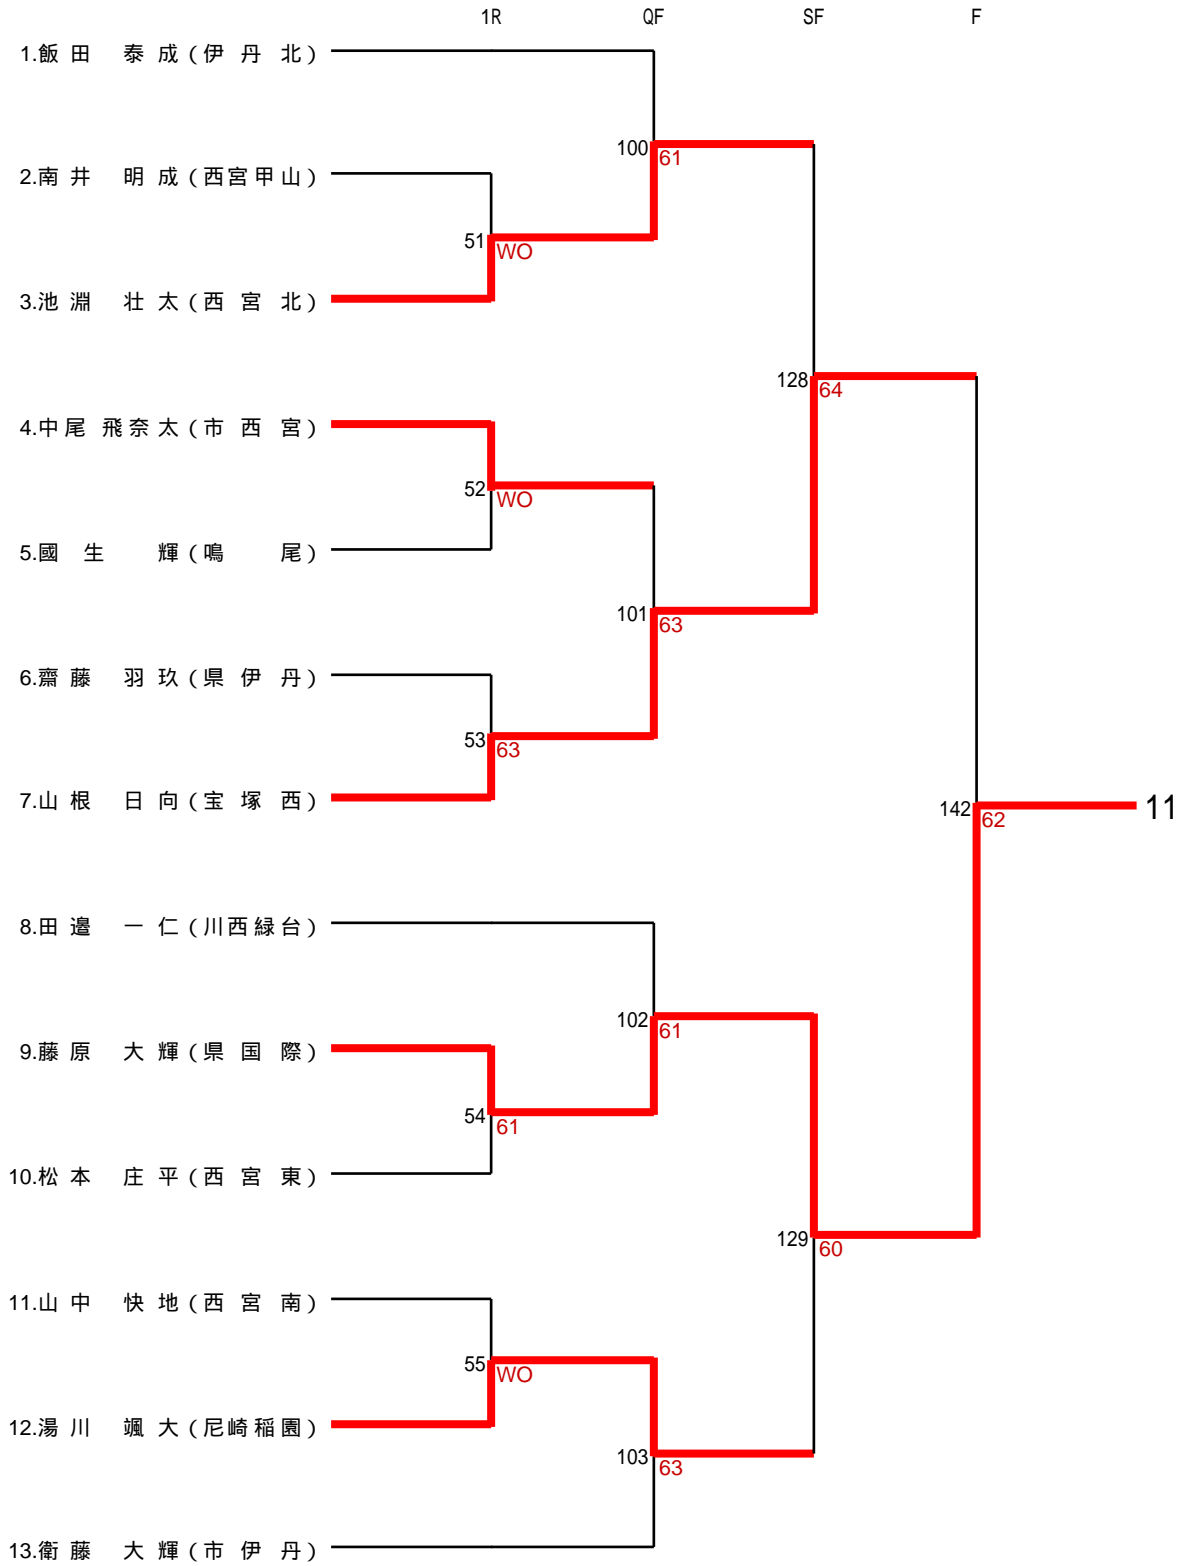 1R QF SF F
1.飯田 泰成(伊丹北)
100 61
2.南井 明成(西宮甲山)
51 WO
3.池淵 壮太(西宮北)
128 64
4.中尾 飛奈太(市西宮)
52 WO
5.國生 輝(鳴尾)
101 63
6.齋藤 羽玖(県伊丹)
53 63
7.山根 日向(宝塚西)
142 62 11
8.田邉 一仁(川西緑台)
102 61
9.藤原 大輝(県国際)
54 61
10.松本 庄平(西宮東)
129 60
11.山中 快地(西宮南)
55 WO
12.湯川 颯大(尼崎稲園)
103 63
13.衛藤 大輝(市伊丹)